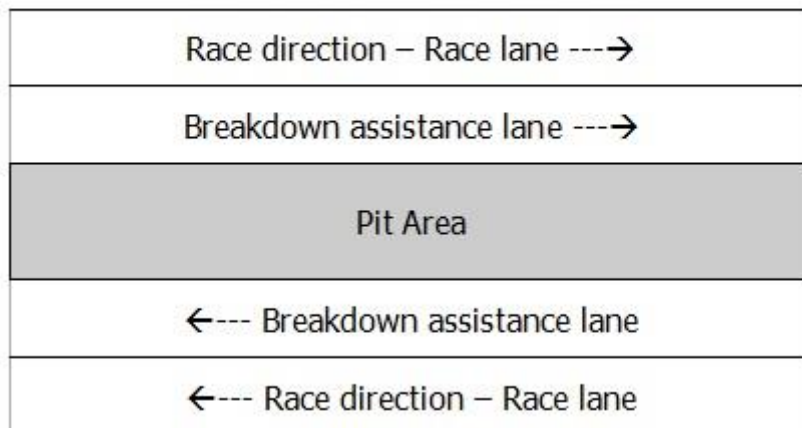 Race direction – Race lane ---→
Breakdown assistance lane ---→
Pit Area
←--- Breakdown assistance lane
←--- Race direction – Race lane